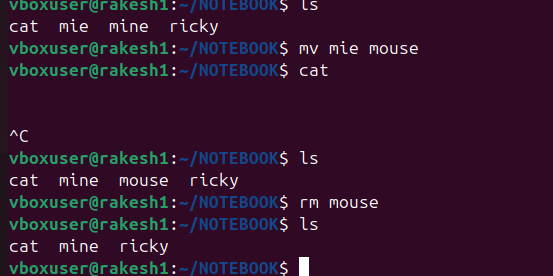 vboxuser@rakesh1:~/NOTEBOOK$ ls
cat  mie  mine  ricky
vboxuser@rakesh1:~/NOTEBOOK$ mv mie mouse
vboxuser@rakesh1:~/NOTEBOOK$ cat
^C
vboxuser@rakesh1:~/NOTEBOOK$ ls
cat  mine  mouse  ricky
vboxuser@rakesh1:~/NOTEBOOK$ rm mouse
vboxuser@rakesh1:~/NOTEBOOK$ ls
cat  mine  ricky
vboxuser@rakesh1:~/NOTEBOOK$